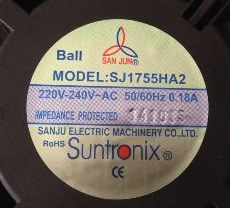 Ball
SAN JUN®
MODEL:SJ1755HA2
220V-240V~AC 50/60Hz 0.18A
IMPEDANCE PROTECTED
SANJU ELECTRIC MACHINERY CO.,LTD.
RoHS Suntronix®
CE